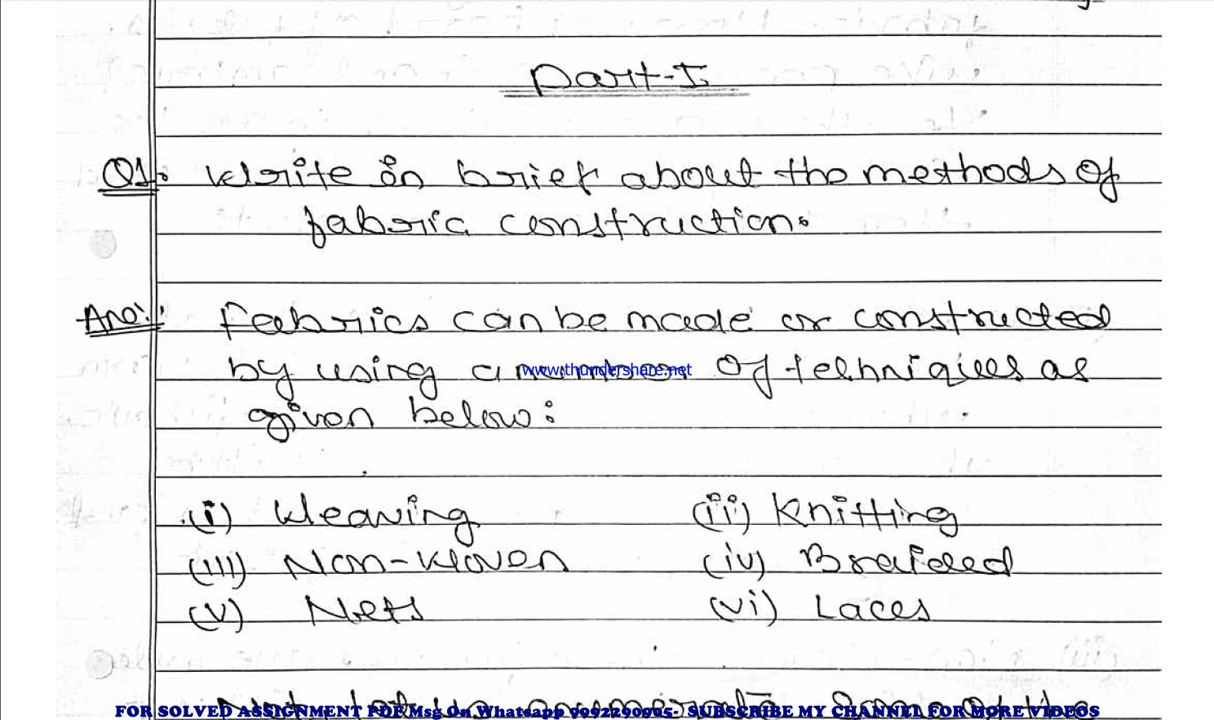 Part-I
Q1: Write in brief about the methods of
fabric construction.
Ans:: Fabrics can be made or constructed
by using a number of techniques as
www.thundershare.net
given below:
(i) Weaving (ii) Knitting
(iii) Non-Woven (iv) Braided
(v) Nets (vi) Laces
FOR SOLVED ASSIGNMENT PDF Msg On Whatsapp 9992290905- SUBSCRIBE MY CHANNEL FOR MORE VIDEOS